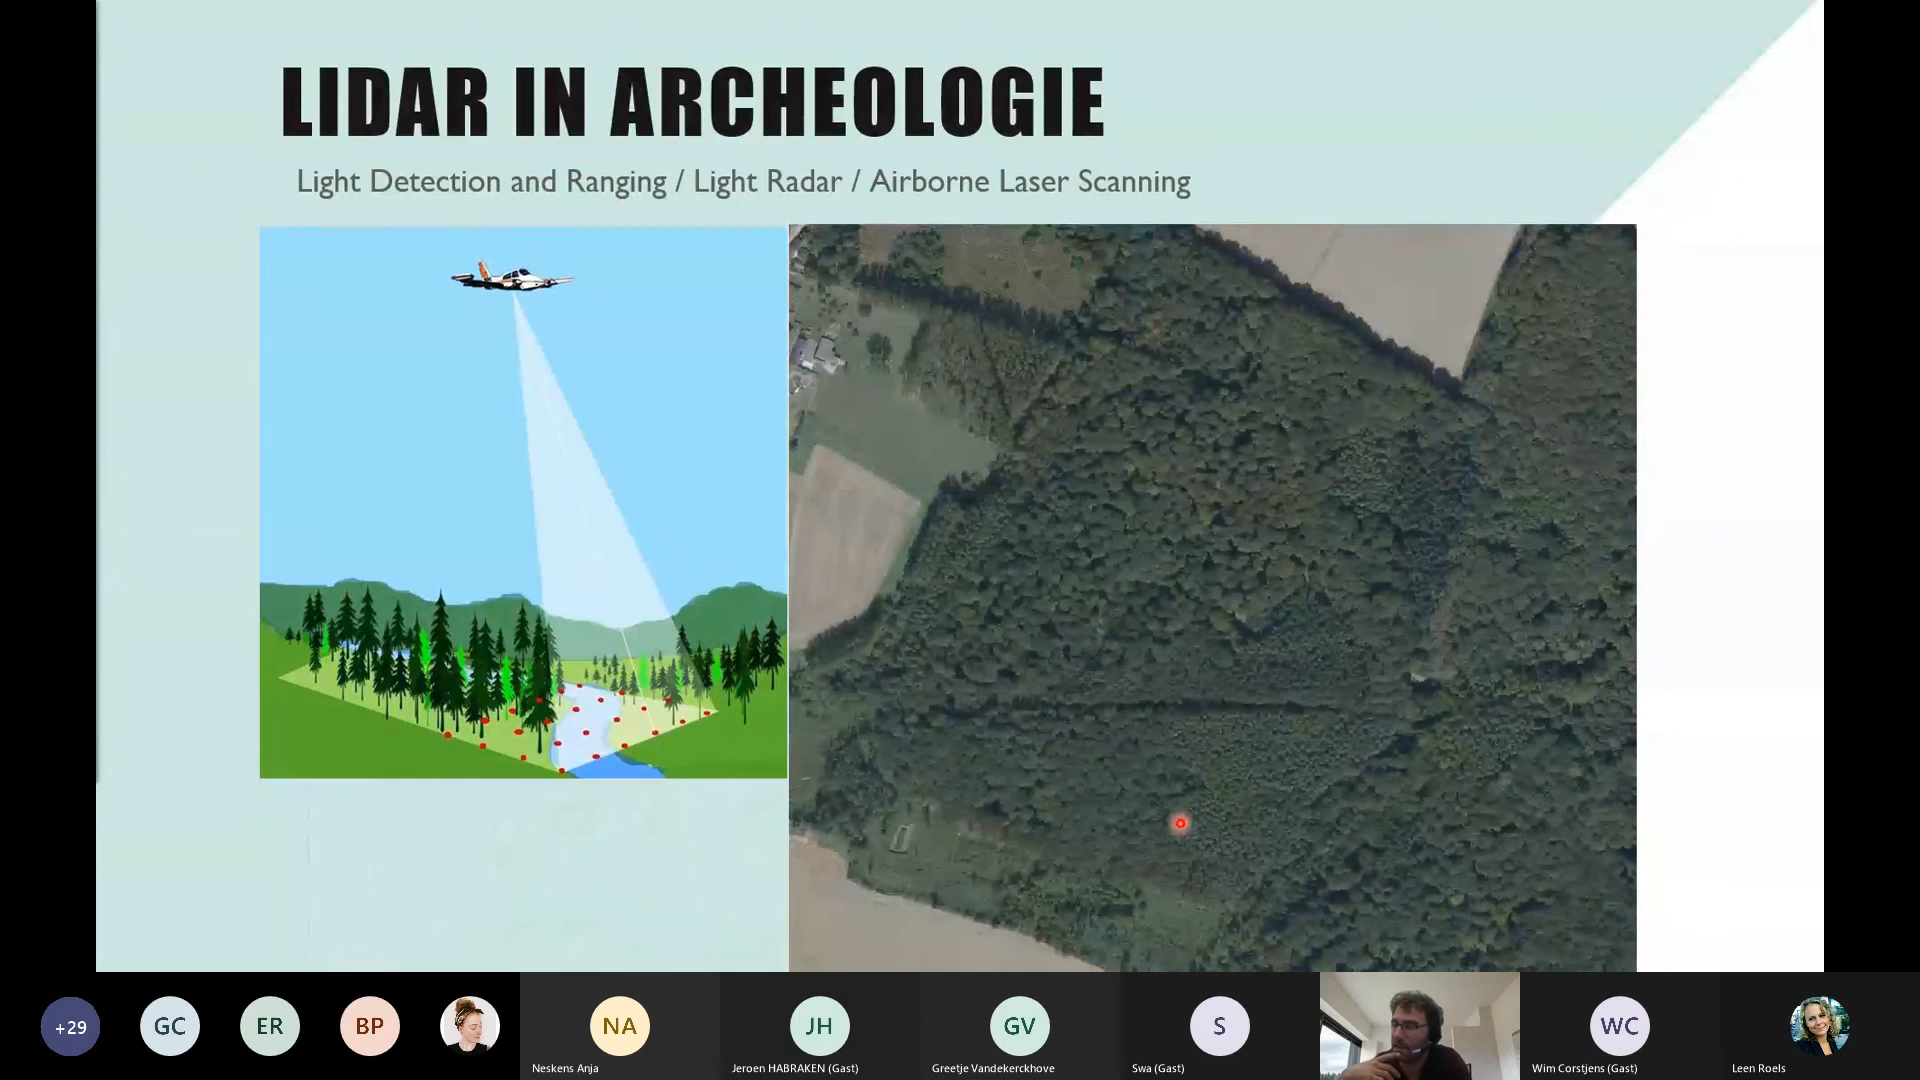 LIDAR IN ARCHEOLOGIE
Light Detection and Ranging / Light Radar / Airborne Laser Scanning
+29
GC
ER
BP
NA
JH
GV
S
WC
Neskens Anja
Jeroen HABRAKEN (Gast)
Greetje Vandekerckhove
Swa (Gast)
Wim Corstjens (Gast)
Leen Roels